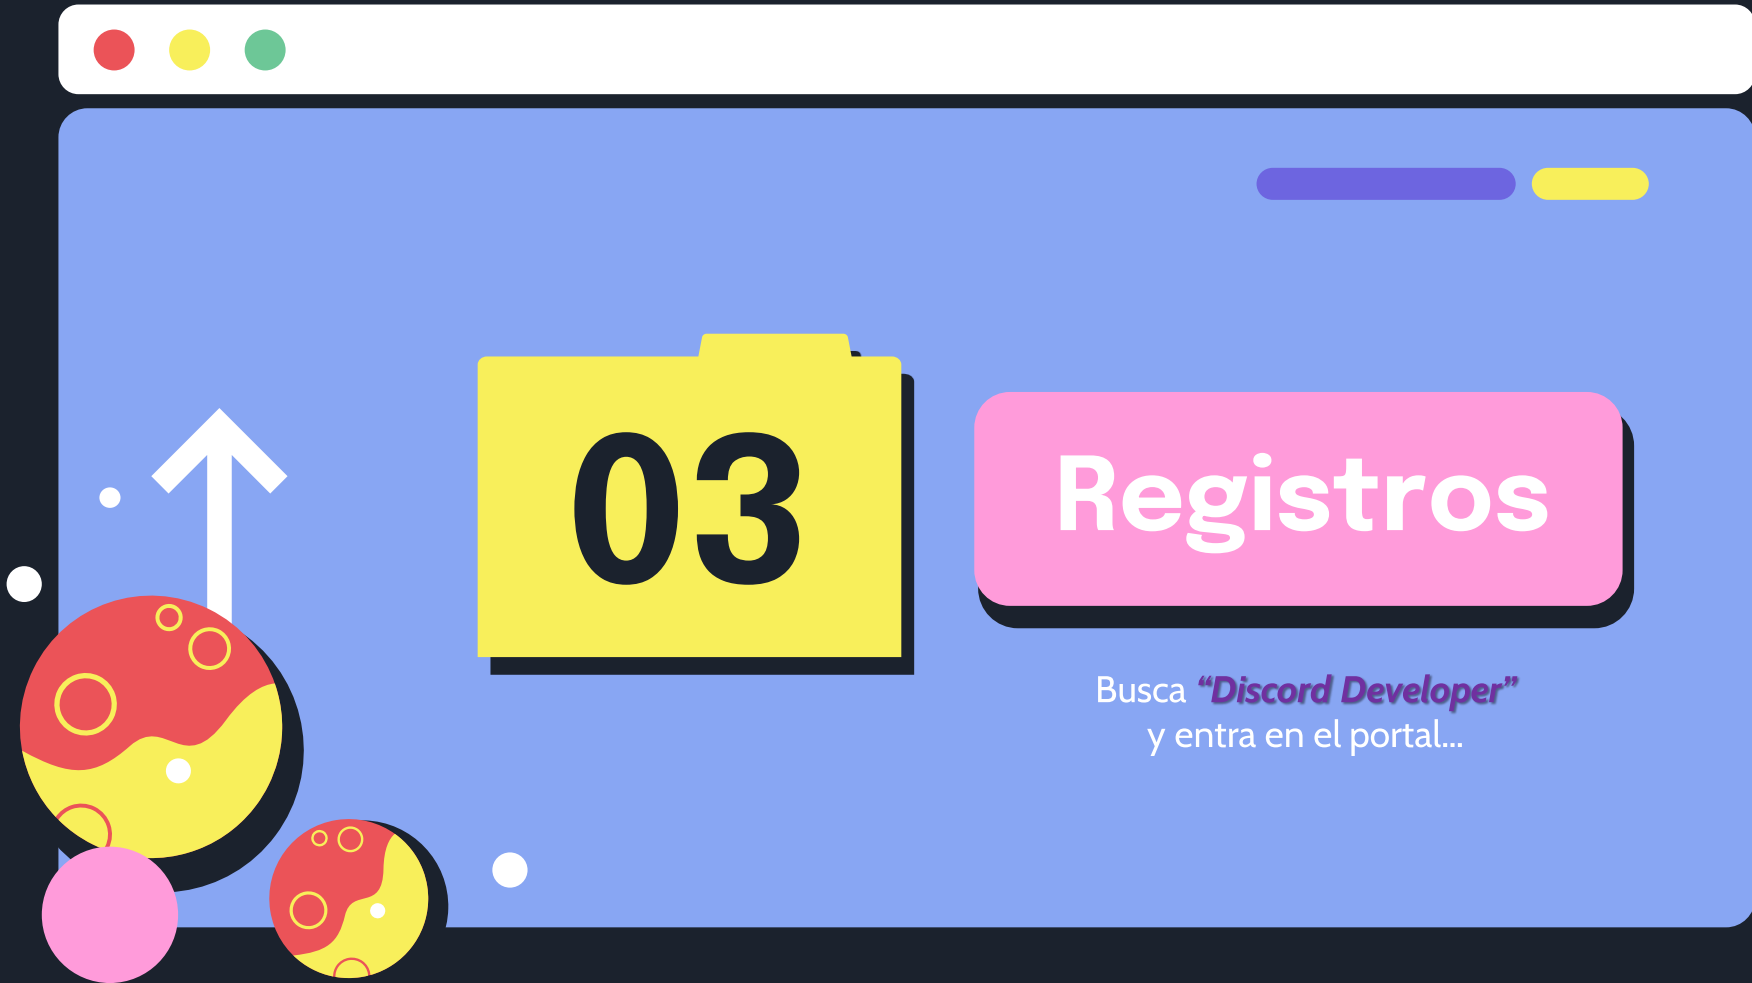 03
Registros
Busca “Discord Developer”
y entra en el portal...